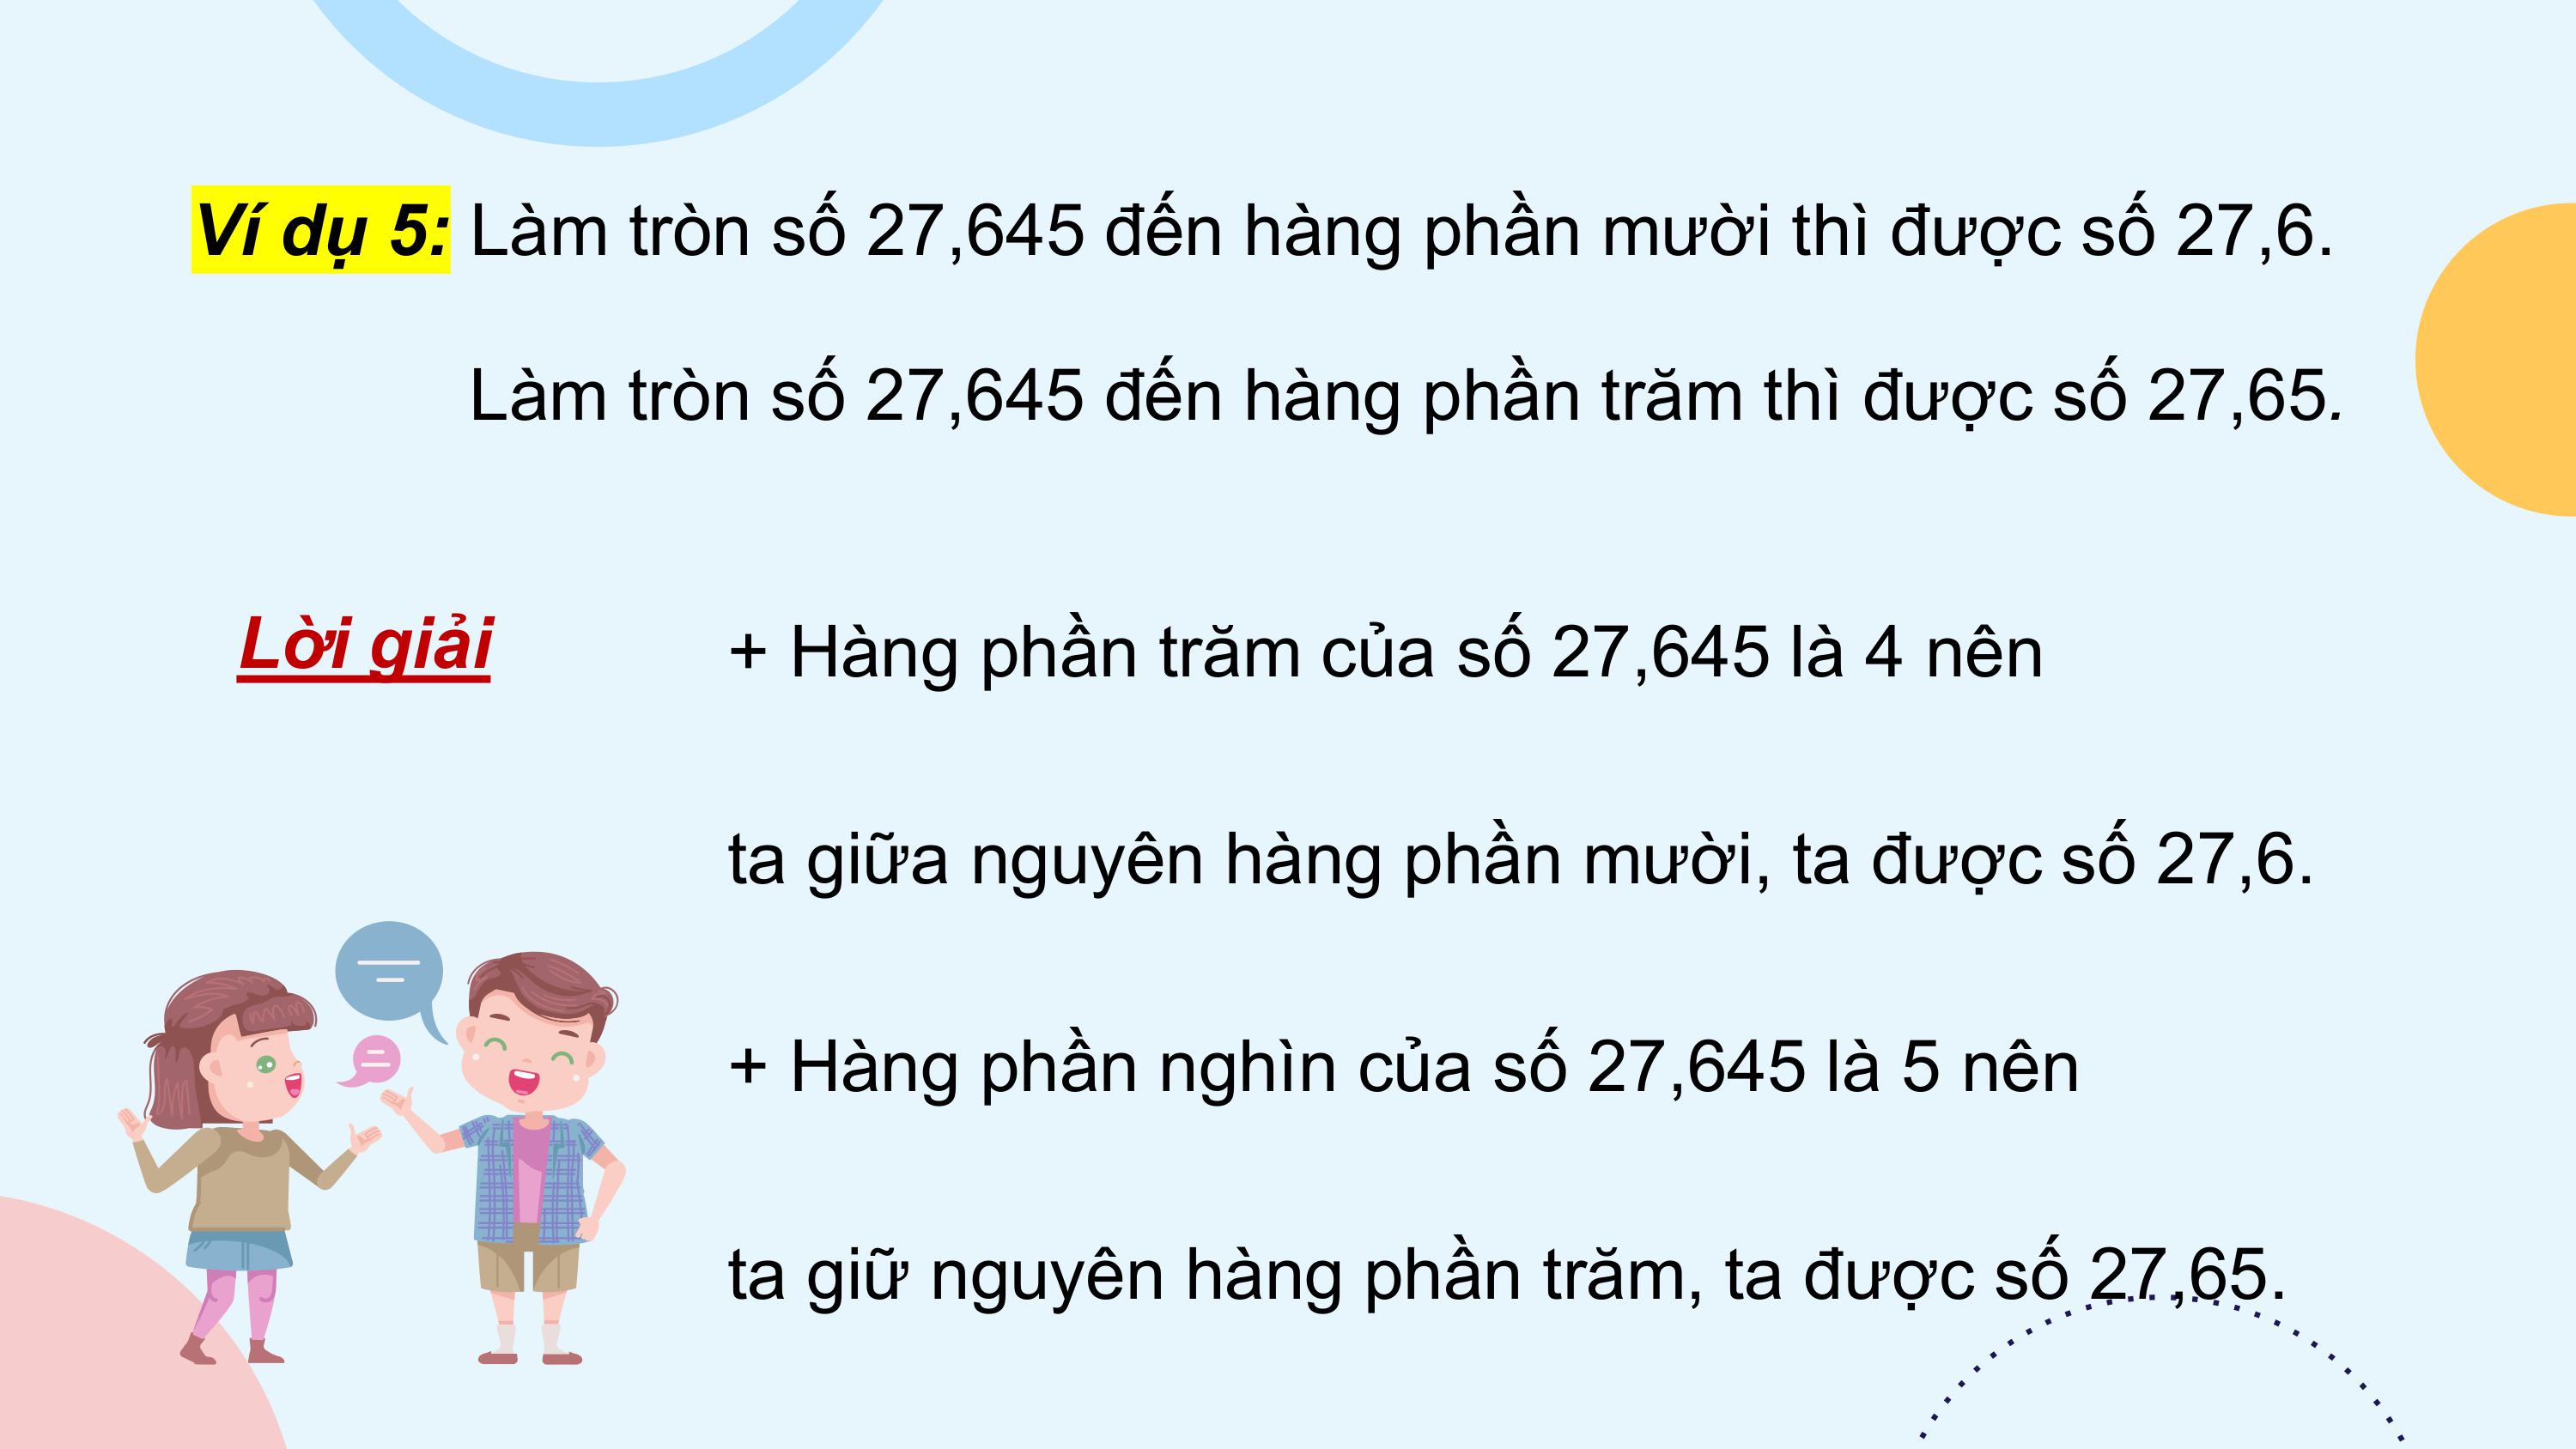 Ví dụ 5: Làm tròn số 27,645 đến hàng phần mười thì được số 27,6.
Làm tròn số 27,645 đến hàng phần trăm thì được số 27,65.
Lời giải
+ Hàng phần trăm của số 27,645 là 4 nên
ta giữa nguyên hàng phần mười, ta được số 27,6.
+ Hàng phần nghìn của số 27,645 là 5 nên
ta giữ nguyên hàng phần trăm, ta được số 27,65.